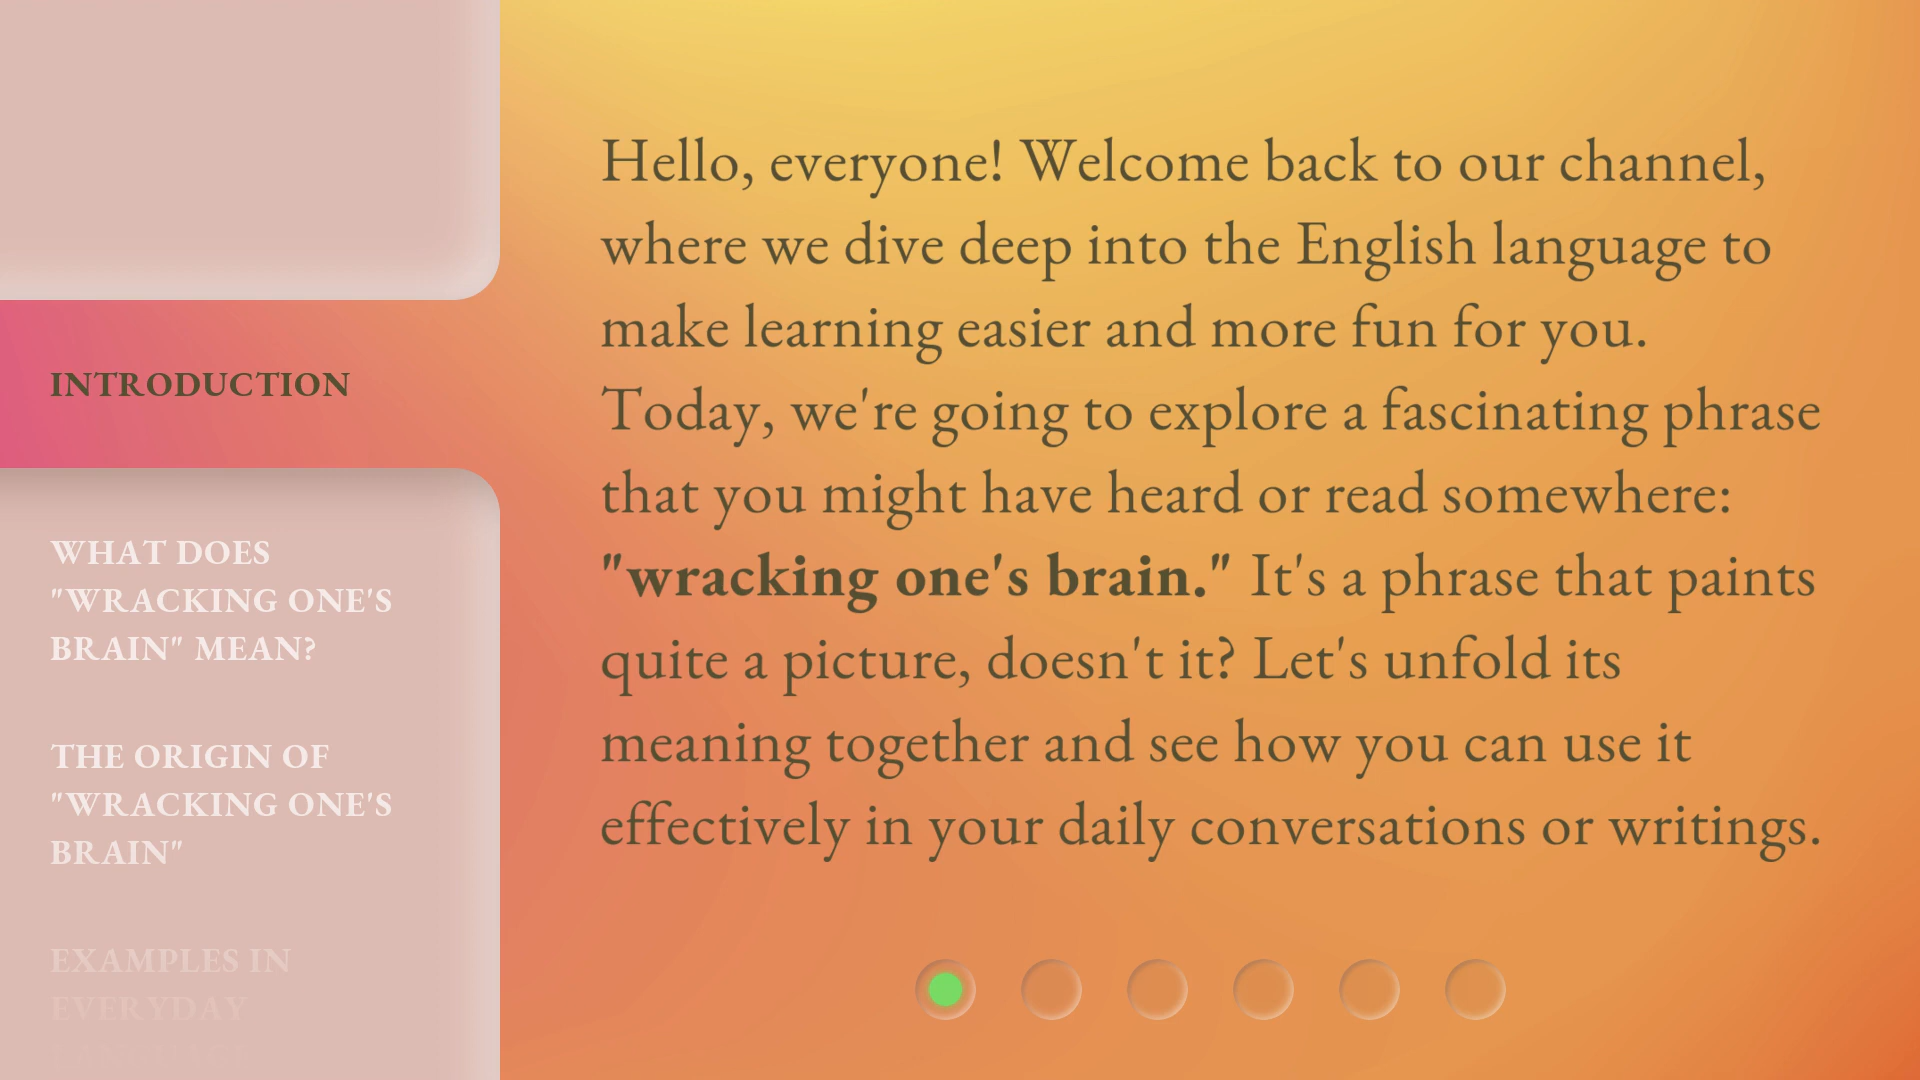 INTRODUCTION
WHAT DOES
"WRACKING ONE'S
BRAIN" MEAN?
THE ORIGIN OF
"WRACKING ONE'S
BRAIN"
EXAMPLES IN
EVERYDAY
LANGUAGE
Hello, everyone! Welcome back to our channel,
where we dive deep into the English language to
make learning easier and more fun for you.
Today, we're going to explore a fascinating phrase
that you might have heard or read somewhere:
"wracking one's brain." It's a phrase that paints
quite a picture, doesn't it? Let's unfold its
meaning together and see how you can use it
effectively in your daily conversations or writings.